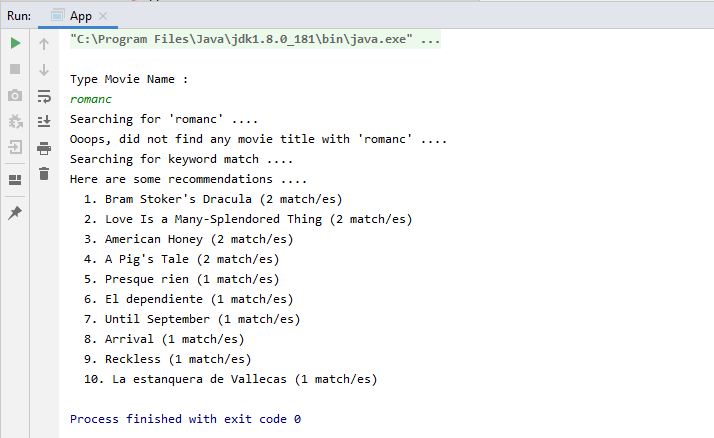 Run: App
"C:\Program Files\Java\jdk1.8.0_181\bin\java.exe" ...
Type Movie Name :
romanc
Searching for 'romanc' ....
Ooops, did not find any movie title with 'romanc' ....
Searching for keyword match ....
Here are some recommendations ....
1. Bram Stoker's Dracula (2 match/es)
2. Love Is a Many-Splendored Thing (2 match/es)
3. American Honey (2 match/es)
4. A Pig's Tale (2 match/es)
5. Presque rien (1 match/es)
6. El dependiente (1 match/es)
7. Until September (1 match/es)
8. Arrival (1 match/es)
9. Reckless (1 match/es)
10. La estanquera de Vallecas (1 match/es)
Process finished with exit code 0